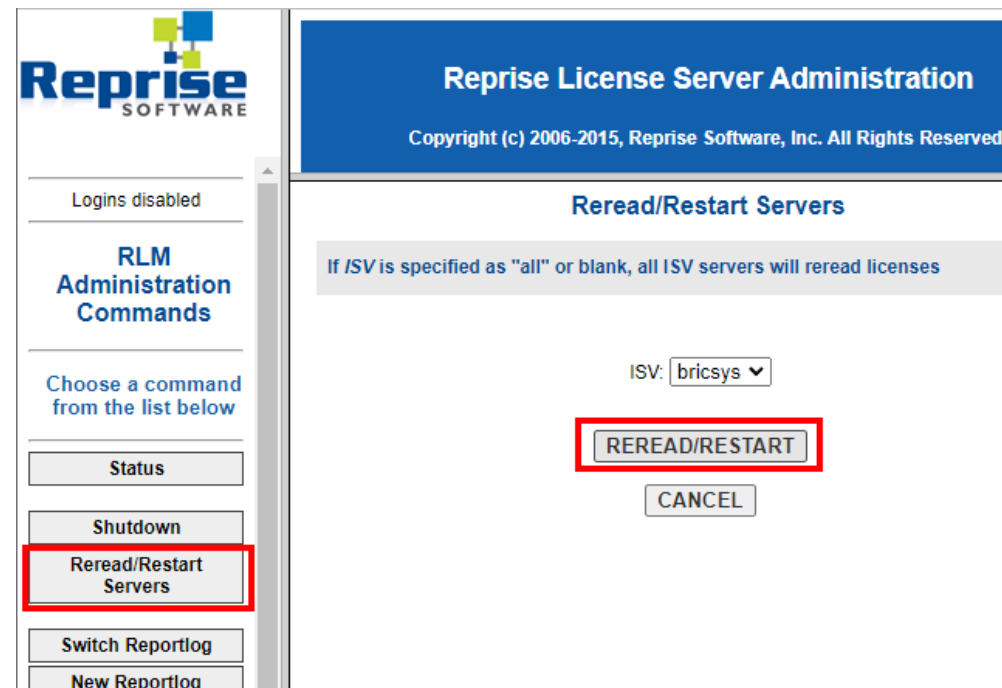 Reprise
SOFTWARE
Reprise License Server Administration
Copyright (c) 2006-2015, Reprise Software, Inc. All Rights Reserved
Logins disabled
RLM
Administration
Commands
Choose a command
from the list below
Status
Shutdown
Reread/Restart
Servers
Switch Reportlog
New Reportlog
Reread/Restart Servers
If ISV is specified as "all" or blank, all ISV servers will reread licenses
ISV: bricsys
REREAD/RESTART
CANCEL